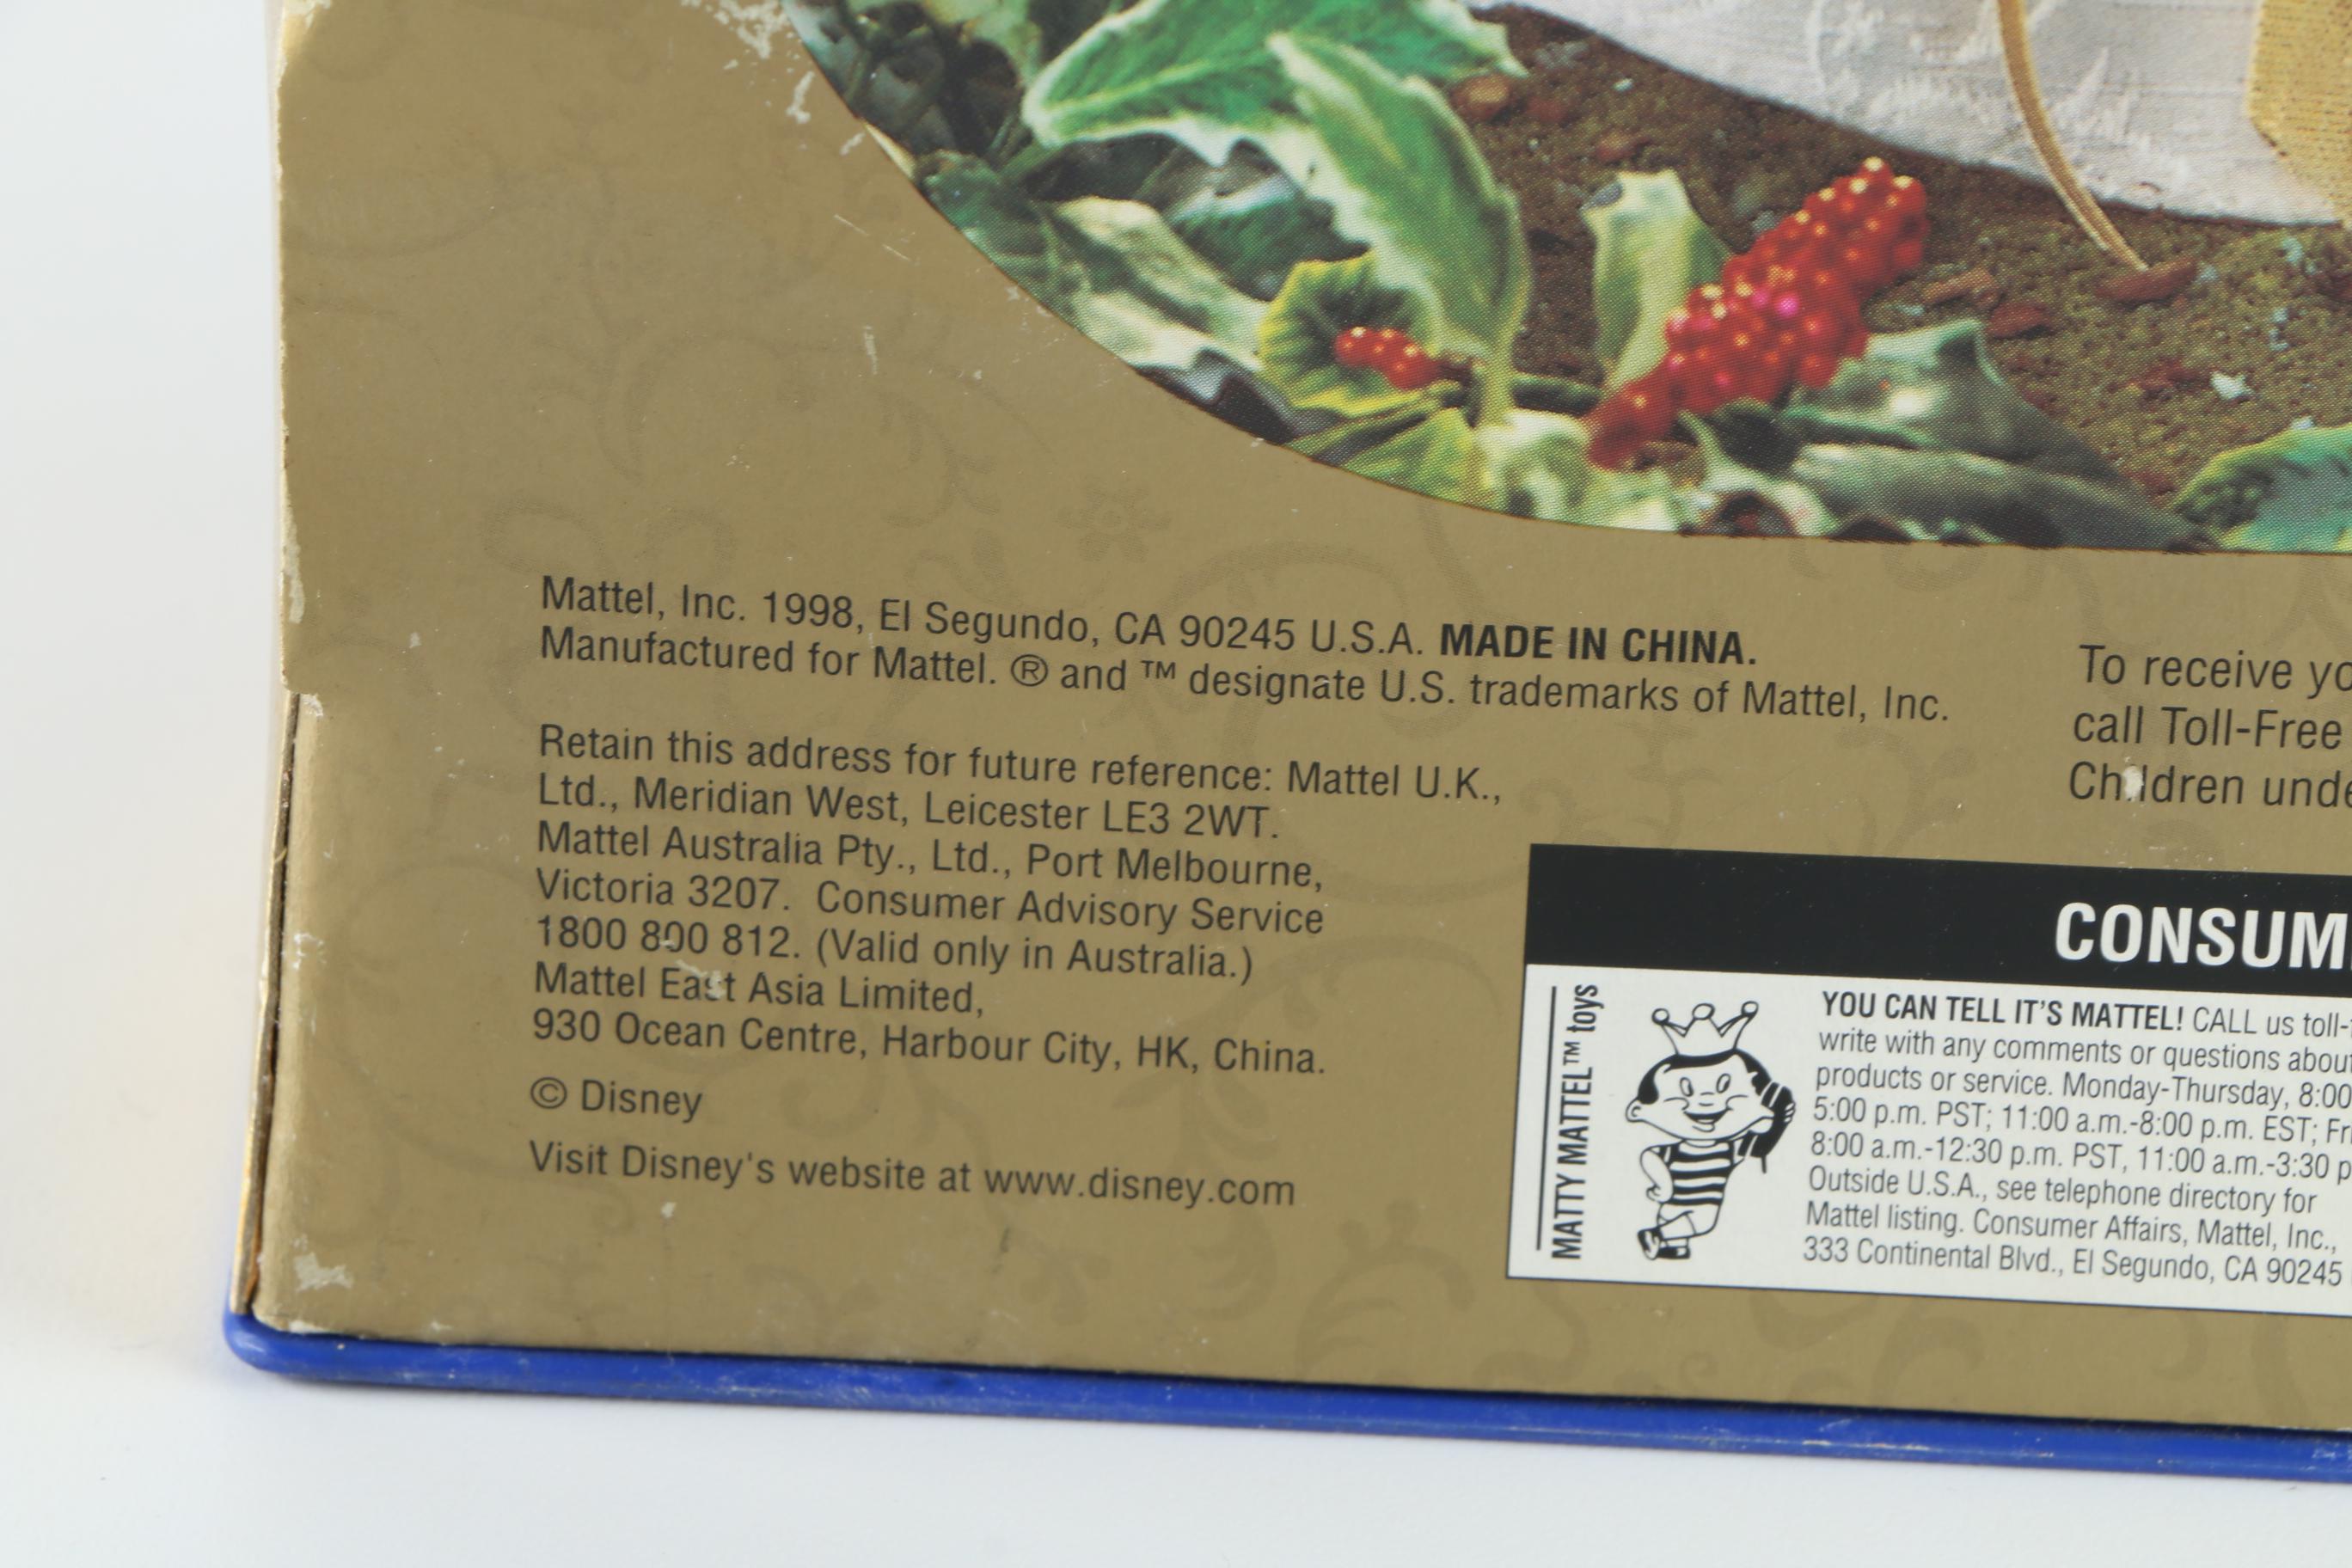 Mattel, Inc. 1998, El Segundo, CA 90245 U.S.A. MADE IN CHINA.
Manufactured for Mattel. ® and ™ designate U.S. trademarks of Mattel, Inc.
Retain this address for future reference: Mattel U.K.,
Ltd., Meridian West, Leicester LE3 2WT.
Mattel Australia Pty., Ltd., Port Melbourne,
Victoria 3207. Consumer Advisory Service
1800 800 812. (Valid only in Australia.)
Mattel East Asia Limited,
930 Ocean Centre, Harbour City, HK, China.
© Disney
Visit Disney's website at www.disney.com
To receive yo
call Toll-Free
Children unde
CONSUM
MATTY MATTEL™ toys
YOU CAN TELL IT'S MATTEL! CALL us toll-
write with any comments or questions about
products or service. Monday-Thursday, 8:00
5:00 p.m. PST; 11:00 a.m.-8:00 p.m. EST; Fri
8:00 a.m.-12:30 p.m. PST, 11:00 a.m.-3:30 p
Outside U.S.A., see telephone directory for
Mattel listing. Consumer Affairs, Mattel, Inc.,
333 Continental Blvd., El Segundo, CA 90245